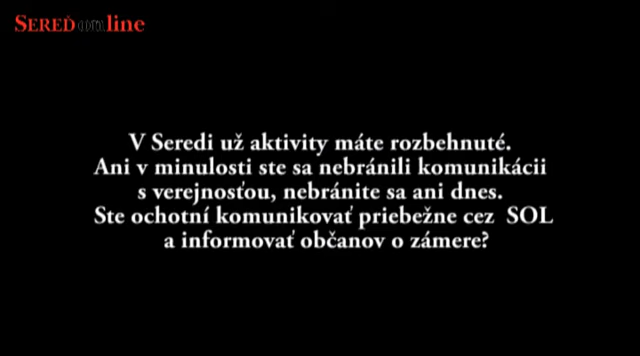 SEREĎonline
V Seredi už aktivity máte rozbehnuté.
Ani v minulosti ste sa nebránili komunikácii
s verejnosťou, nebránite sa ani dnes.
Ste ochotní komunikovať priebežne cez SOL
a informovať občanov o zámere?